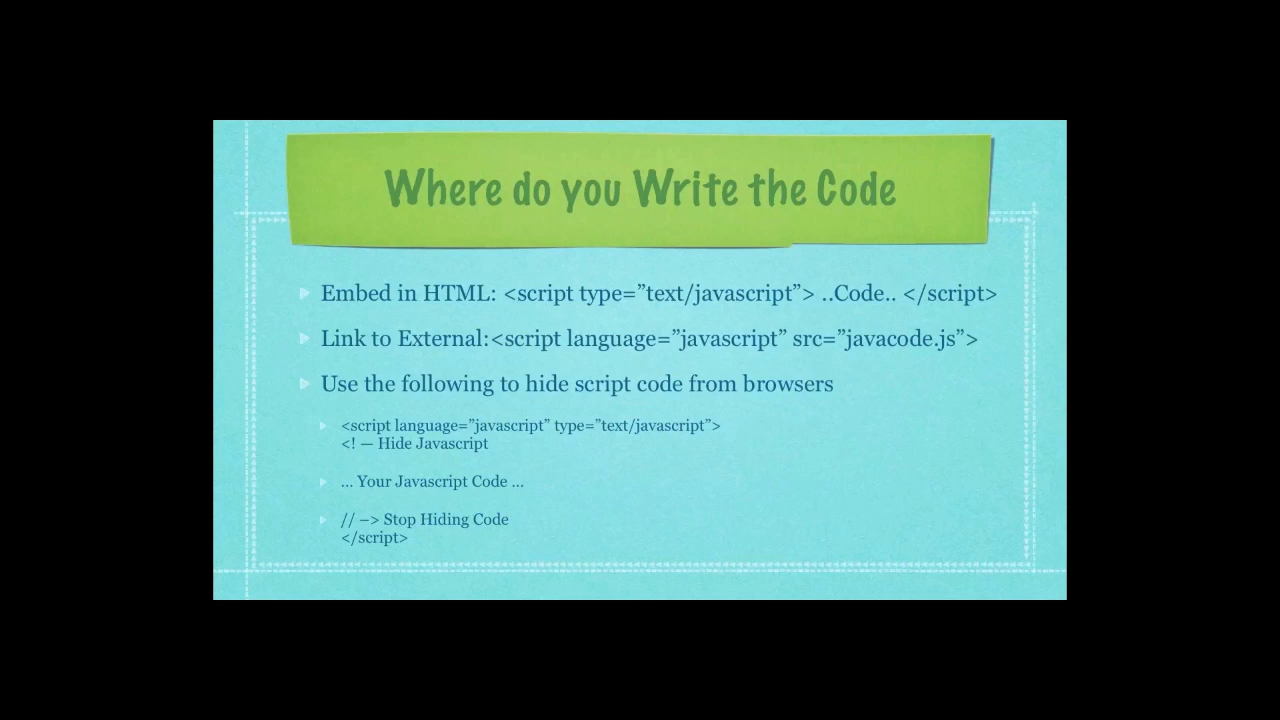 Where do you Write the Code
Embed in HTML: <script type=”text/javascript”> ..Code.. </script>
Link to External:<script language=”javascript” src=”javacode.js”>
Use the following to hide script code from browsers
<script language=”javascript” type=”text/javascript”>
<! — Hide Javascript
... Your Javascript Code ...
// –> Stop Hiding Code
</script>